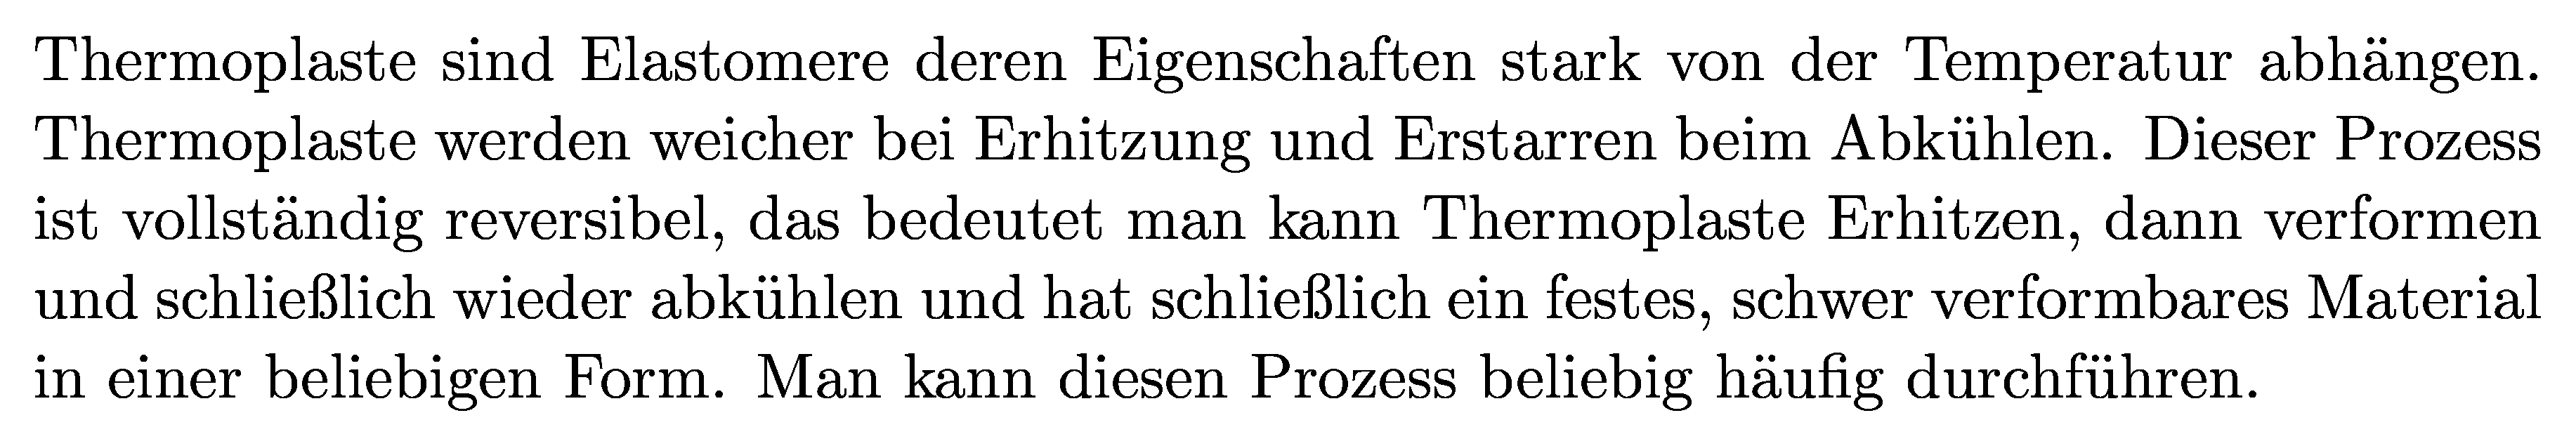 Thermoplaste sind Elastomere deren Eigenschaften stark von der Temperatur abhängen.
Thermoplaste werden weicher bei Erhitzung und Erstarren beim Abkühlen. Dieser Prozess
ist vollständig reversibel, das bedeutet man kann Thermoplaste Erhitzen, dann verformen
und schließlich wieder abkühlen und hat schließlich ein festes, schwer verformbares Material
in einer beliebigen Form. Man kann diesen Prozess beliebig häufig durchführen.